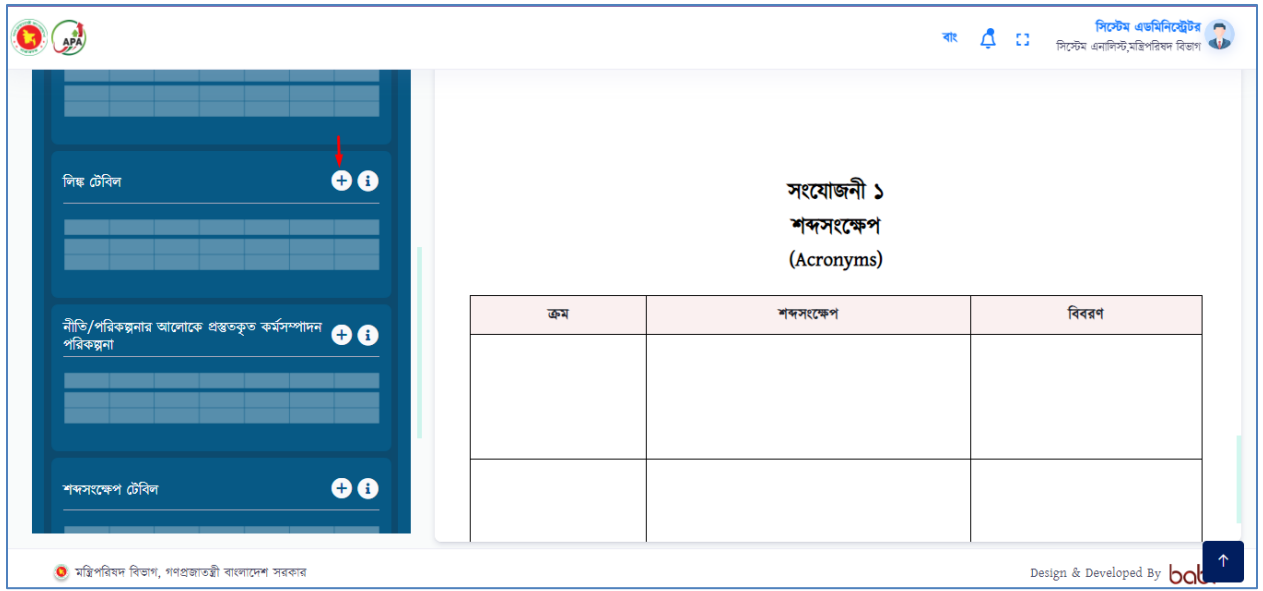 APA
বাং
সিস্টেম এডমিনিস্ট্রেটর
সিস্টেম এনালিস্ট,মন্ত্রিপরিষদ বিভাগ
লিঙ্ক টেবিল
নীতি/পরিকল্পনার আলোকে প্রস্তুতকৃত কর্মসম্পাদন
পরিকল্পনা
শব্দসংক্ষেপ টেবিল
সংযোজনী ১
শব্দসংক্ষেপ
(Acronyms)
ক্রম শব্দসংক্ষেপ বিবরণ
মন্ত্রিপরিষদ বিভাগ, গণপ্রজাতন্ত্রী বাংলাদেশ সরকার
Design & Developed By